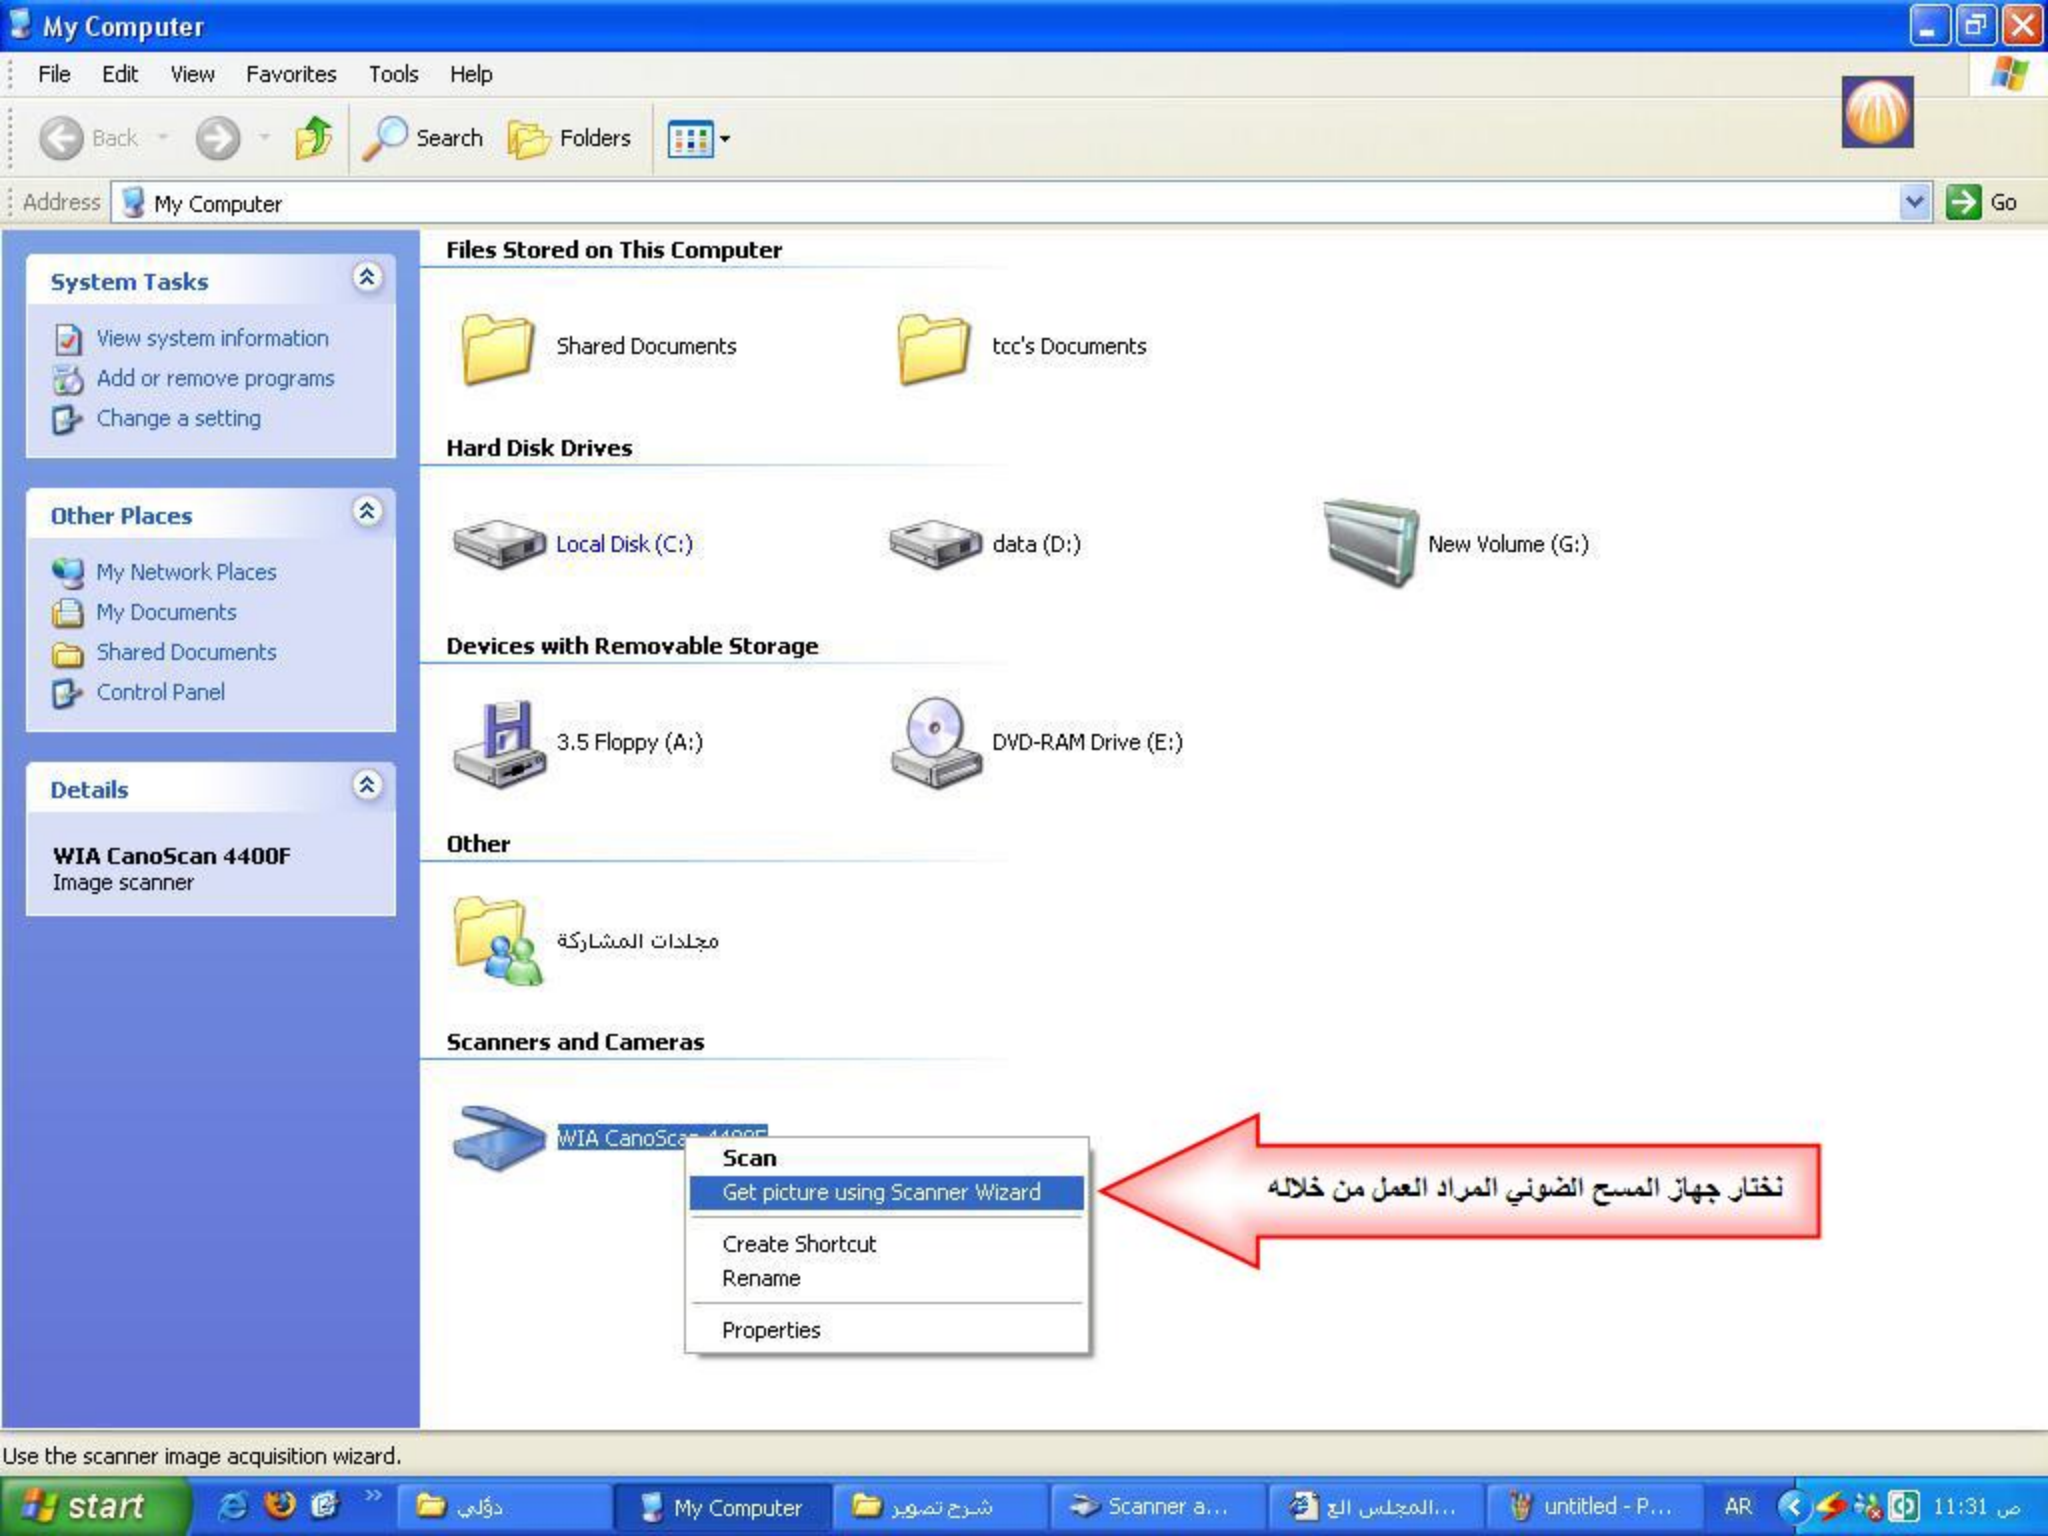 My Computer
File Edit View Favorites Tools Help
Back Search Folders
Address My Computer Go
System Tasks
View system information
Add or remove programs
Change a setting
Other Places
My Network Places
My Documents
Shared Documents
Control Panel
Details
WIA CanoScan 4400F
Image scanner
Files Stored on This Computer
Shared Documents
tcc's Documents
Hard Disk Drives
Local Disk (C:)
data (D:)
New Volume (G:)
Devices with Removable Storage
3.5 Floppy (A:)
DVD-RAM Drive (E:)
Other
مجلدات المشاركة
Scanners and Cameras
WIA CanoScan 4400F
Scan
Get picture using Scanner Wizard
Create Shortcut
Rename
Properties
نختار جهاز المسح الضوئي المراد العمل من خلاله
Use the scanner image acquisition wizard.
start دؤلي My Computer شرح تصوير Scanner a... المجلس الع... untitled - P... AR 11:31 ص